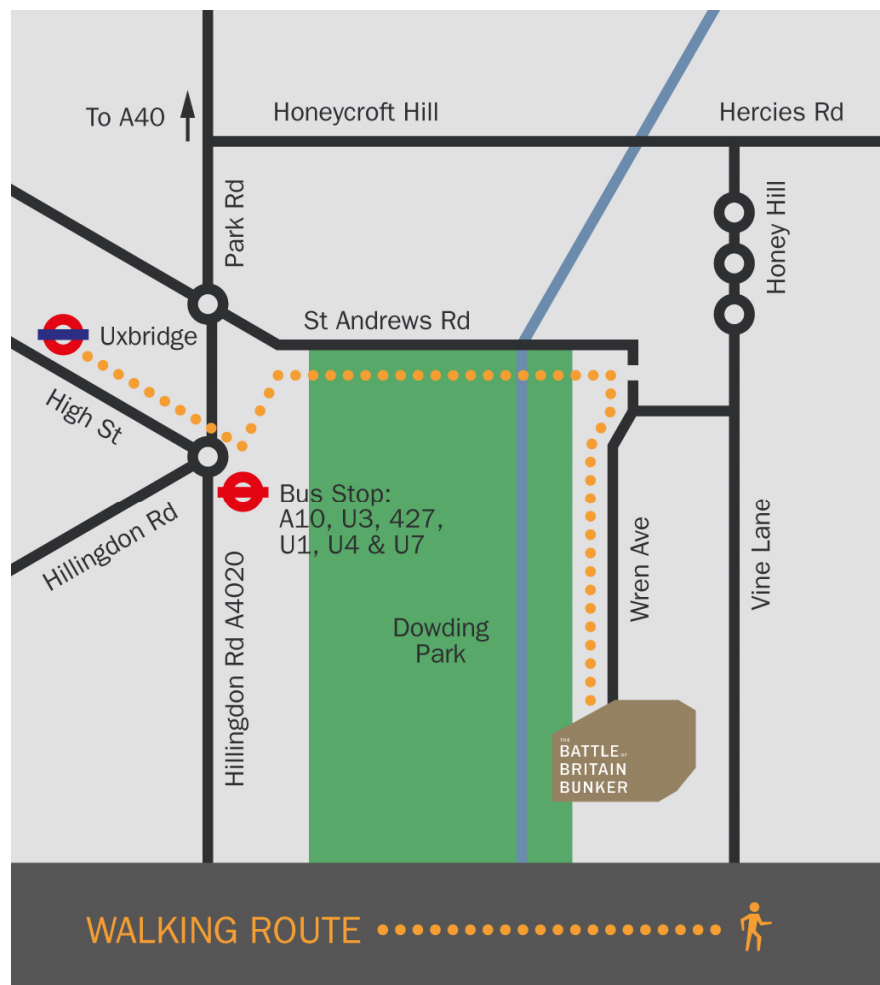 To A40
Honeycroft Hill
Hercies Rd
Park Rd
Honey Hill
St Andrews Rd
Uxbridge
High St
Bus Stop:
A10, U3, 427,
U1, U4 & U7
Hillingdon Rd
Wren Ave
Vine Lane
Hillingdon Rd A4020
Dowding
Park
THE
BATTLE OF
BRITAIN
BUNKER
WALKING ROUTE